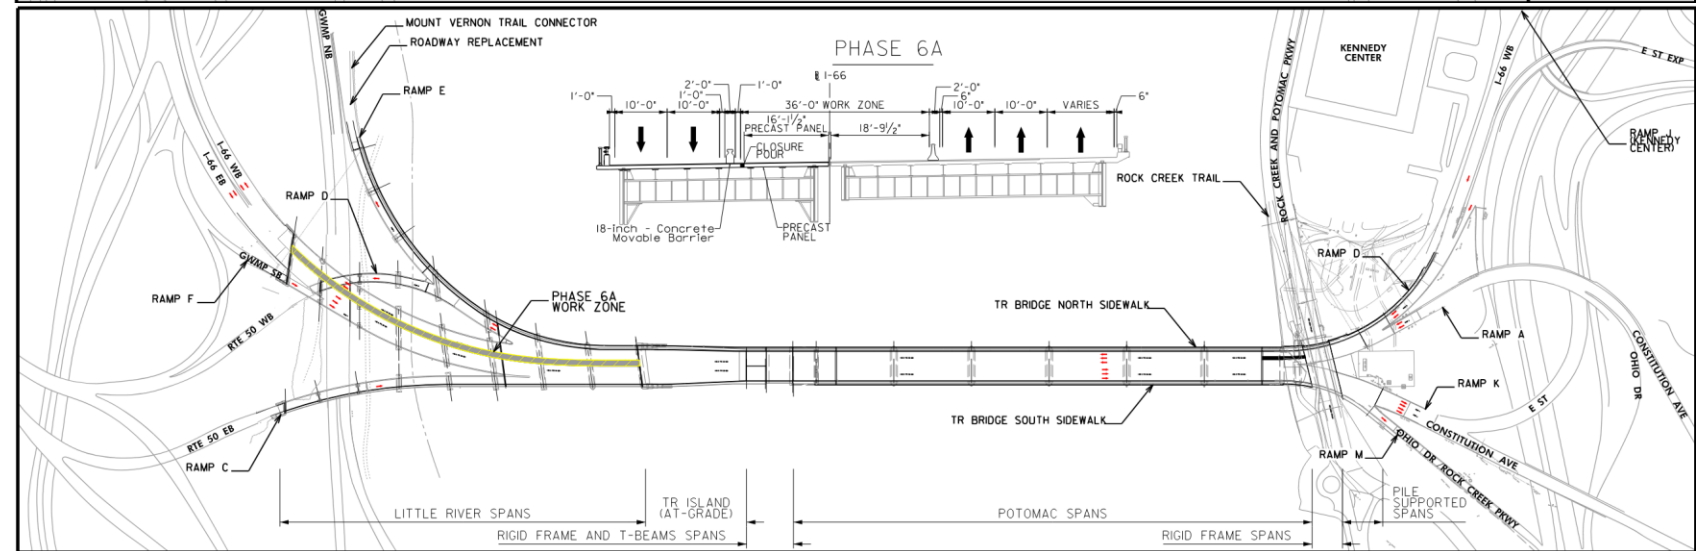 MOUNT VERNON TRAIL CONNECTOR
ROADWAY REPLACEMENT
GWMP NB
RAMP E
I-66 WB
I-66 EB
RAMP D
GWMP SB
RAMP F
RTE 50 WB
PHASE 6A
WORK ZONE
RTE 50 EB
RAMP C
PHASE 6A
I-66
1'-0"
10'-0"
10'-0"
2'-0"
1'-0"
1'-0"
36'-0" WORK ZONE
2'-0"
6"
10'-0"
10'-0"
VARIES
6"
16'-1½"
PRECAST PANEL
18'-9½"
CLOSURE
POUR
18-inch - Concrete
Movable Barrier
PRECAST
PANEL
KENNEDY
CENTER
I-66 WB
E ST EXP
RAMP J
(KENNEDY
CENTER)
ROCK CREEK AND POTOMAC PKWY
ROCK CREEK TRAIL
RAMP D
TR BRIDGE NORTH SIDEWALK
RAMP A
CONSTITUTION AVE
OHIO DR
RAMP K
E ST
TR BRIDGE SOUTH SIDEWALK
CONSTITUTION AVE
RAMP M
OHIO DR/ROCK CREEK PKWY
LITTLE RIVER SPANS
TR ISLAND
(AT-GRADE)
POTOMAC SPANS
PILE
SUPPORTED
SPANS
RIGID FRAME AND T-BEAMS SPANS
RIGID FRAME SPANS